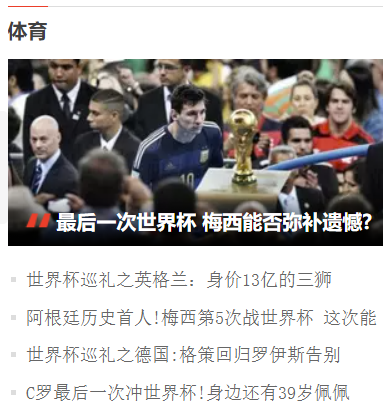 体育
最后一次世界杯 梅西能否弥补遗憾?
世界杯巡礼之英格兰：身价13亿的三狮
阿根廷历史首人!梅西第5次战世界杯 这次能
世界杯巡礼之德国:格策回归罗伊斯告别
C罗最后一次冲世界杯!身边还有39岁佩佩